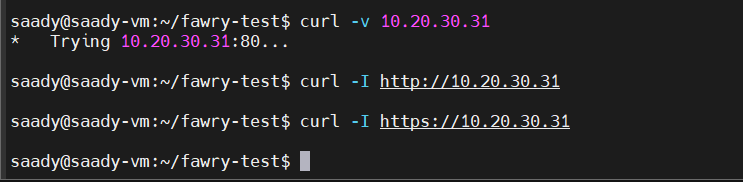 saady@saady-vm:~/fawry-test$ curl -v 10.20.30.31
*   Trying 10.20.30.31:80...
saady@saady-vm:~/fawry-test$ curl -I http://10.20.30.31
saady@saady-vm:~/fawry-test$ curl -I https://10.20.30.31
saady@saady-vm:~/fawry-test$